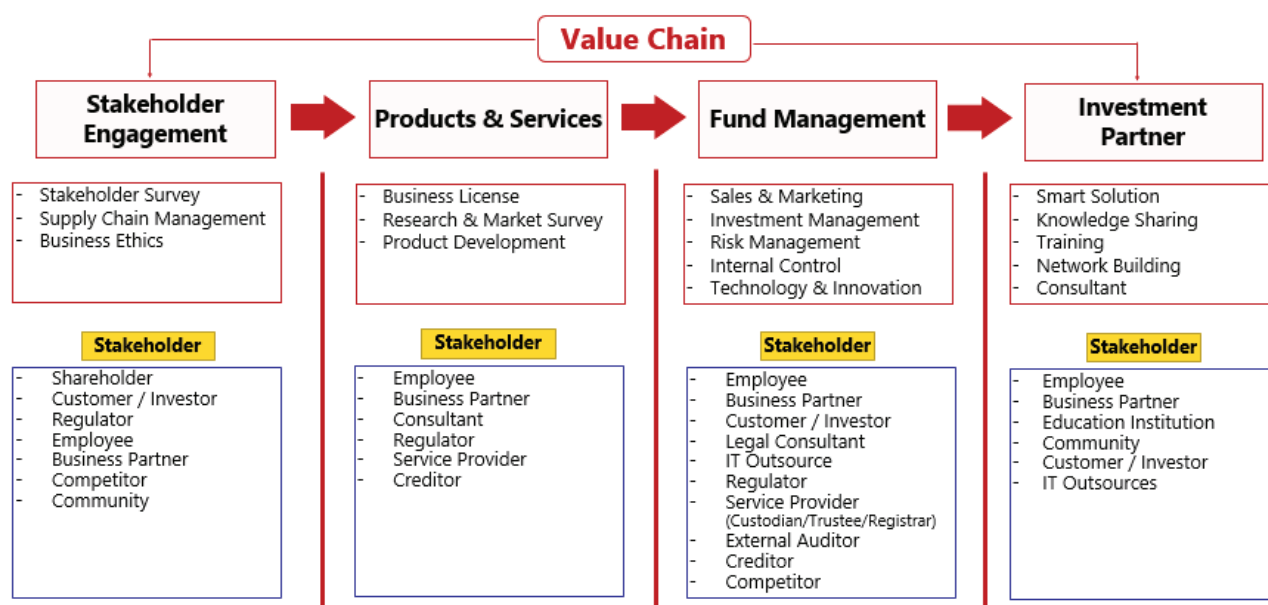 Value Chain
Stakeholder
Engagement
Products & Services
Fund Management
Investment
Partner
- Stakeholder Survey
- Supply Chain Management
- Business Ethics
- Business License
- Research & Market Survey
- Product Development
- Sales & Marketing
- Investment Management
- Risk Management
- Internal Control
- Technology & Innovation
- Smart Solution
- Knowledge Sharing
- Training
- Network Building
- Consultant
Stakeholder
- Shareholder
- Customer / Investor
- Regulator
- Employee
- Business Partner
- Competitor
- Community
Stakeholder
- Employee
- Business Partner
- Consultant
- Regulator
- Service Provider
- Creditor
Stakeholder
- Employee
- Business Partner
- Customer / Investor
- Legal Consultant
- IT Outsource
- Regulator
- Service Provider
(Custodian/Trustee/Registrar)
- External Auditor
- Creditor
- Competitor
Stakeholder
- Employee
- Business Partner
- Education Institution
- Community
- Customer / Investor
- IT Outsources